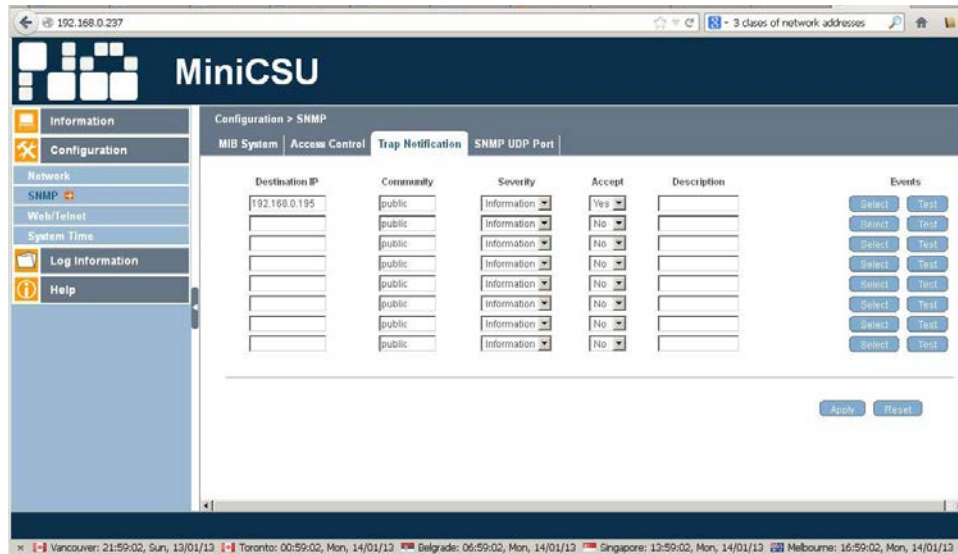 192.168.0.237
- 3 clases of network addresses
MiniCSU
Information
Configuration
Network
SNMP
Web/Telnet
System Time
Log Information
Help
Configuration > SNMP
MIB System Access Control Trap Notification SNMP UDP Port
Destination IP Community Severity Accept Description Events
192.168.0.195 public Information Yes Select Test
public Information No Select Test
public Information No Select Test
public Information No Select Test
public Information No Select Test
public Information No Select Test
public Information No Select Test
public Information No Select Test
Apply Reset
× Vancouver: 21:59:02, Sun, 13/01/13 Toronto: 00:59:02, Mon, 14/01/13 Belgrade: 06:59:02, Mon, 14/01/13 Singapore: 13:59:02, Mon, 14/01/13 Melbourne: 16:59:02, Mon, 14/01/13